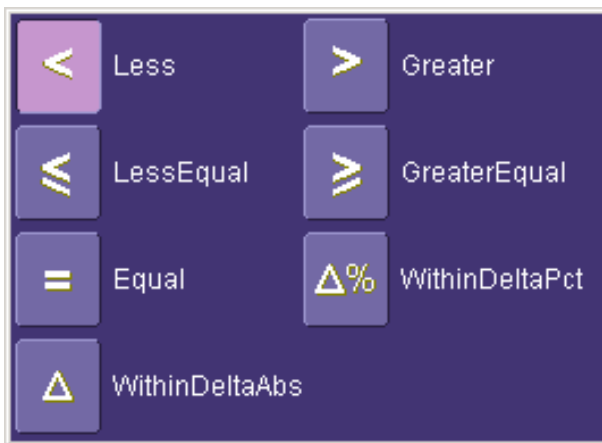 < Less > Greater
≤ LessEqual ≥ GreaterEqual
= Equal Δ% WithinDeltaPct
Δ WithinDeltaAbs